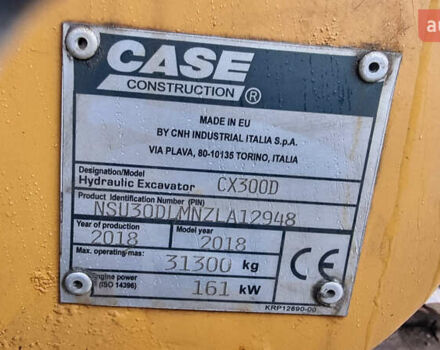 CASE
CONSTRUCTION ®
MADE IN EU
BY CNH INDUSTRIAL ITALIA S.p.A.
VIA PLAVA, 80-10135 TORINO, ITALIA
Designation/Model
Hydraulic Excavator CX300D
Product Identification Number (PIN)
NSU30DLMNZLA12948
Year of production Model year
2018 2018
Max. operating mass: 31300 kg
Engine power
(ISO 14396) 161 kW
CE
KRP12690-00